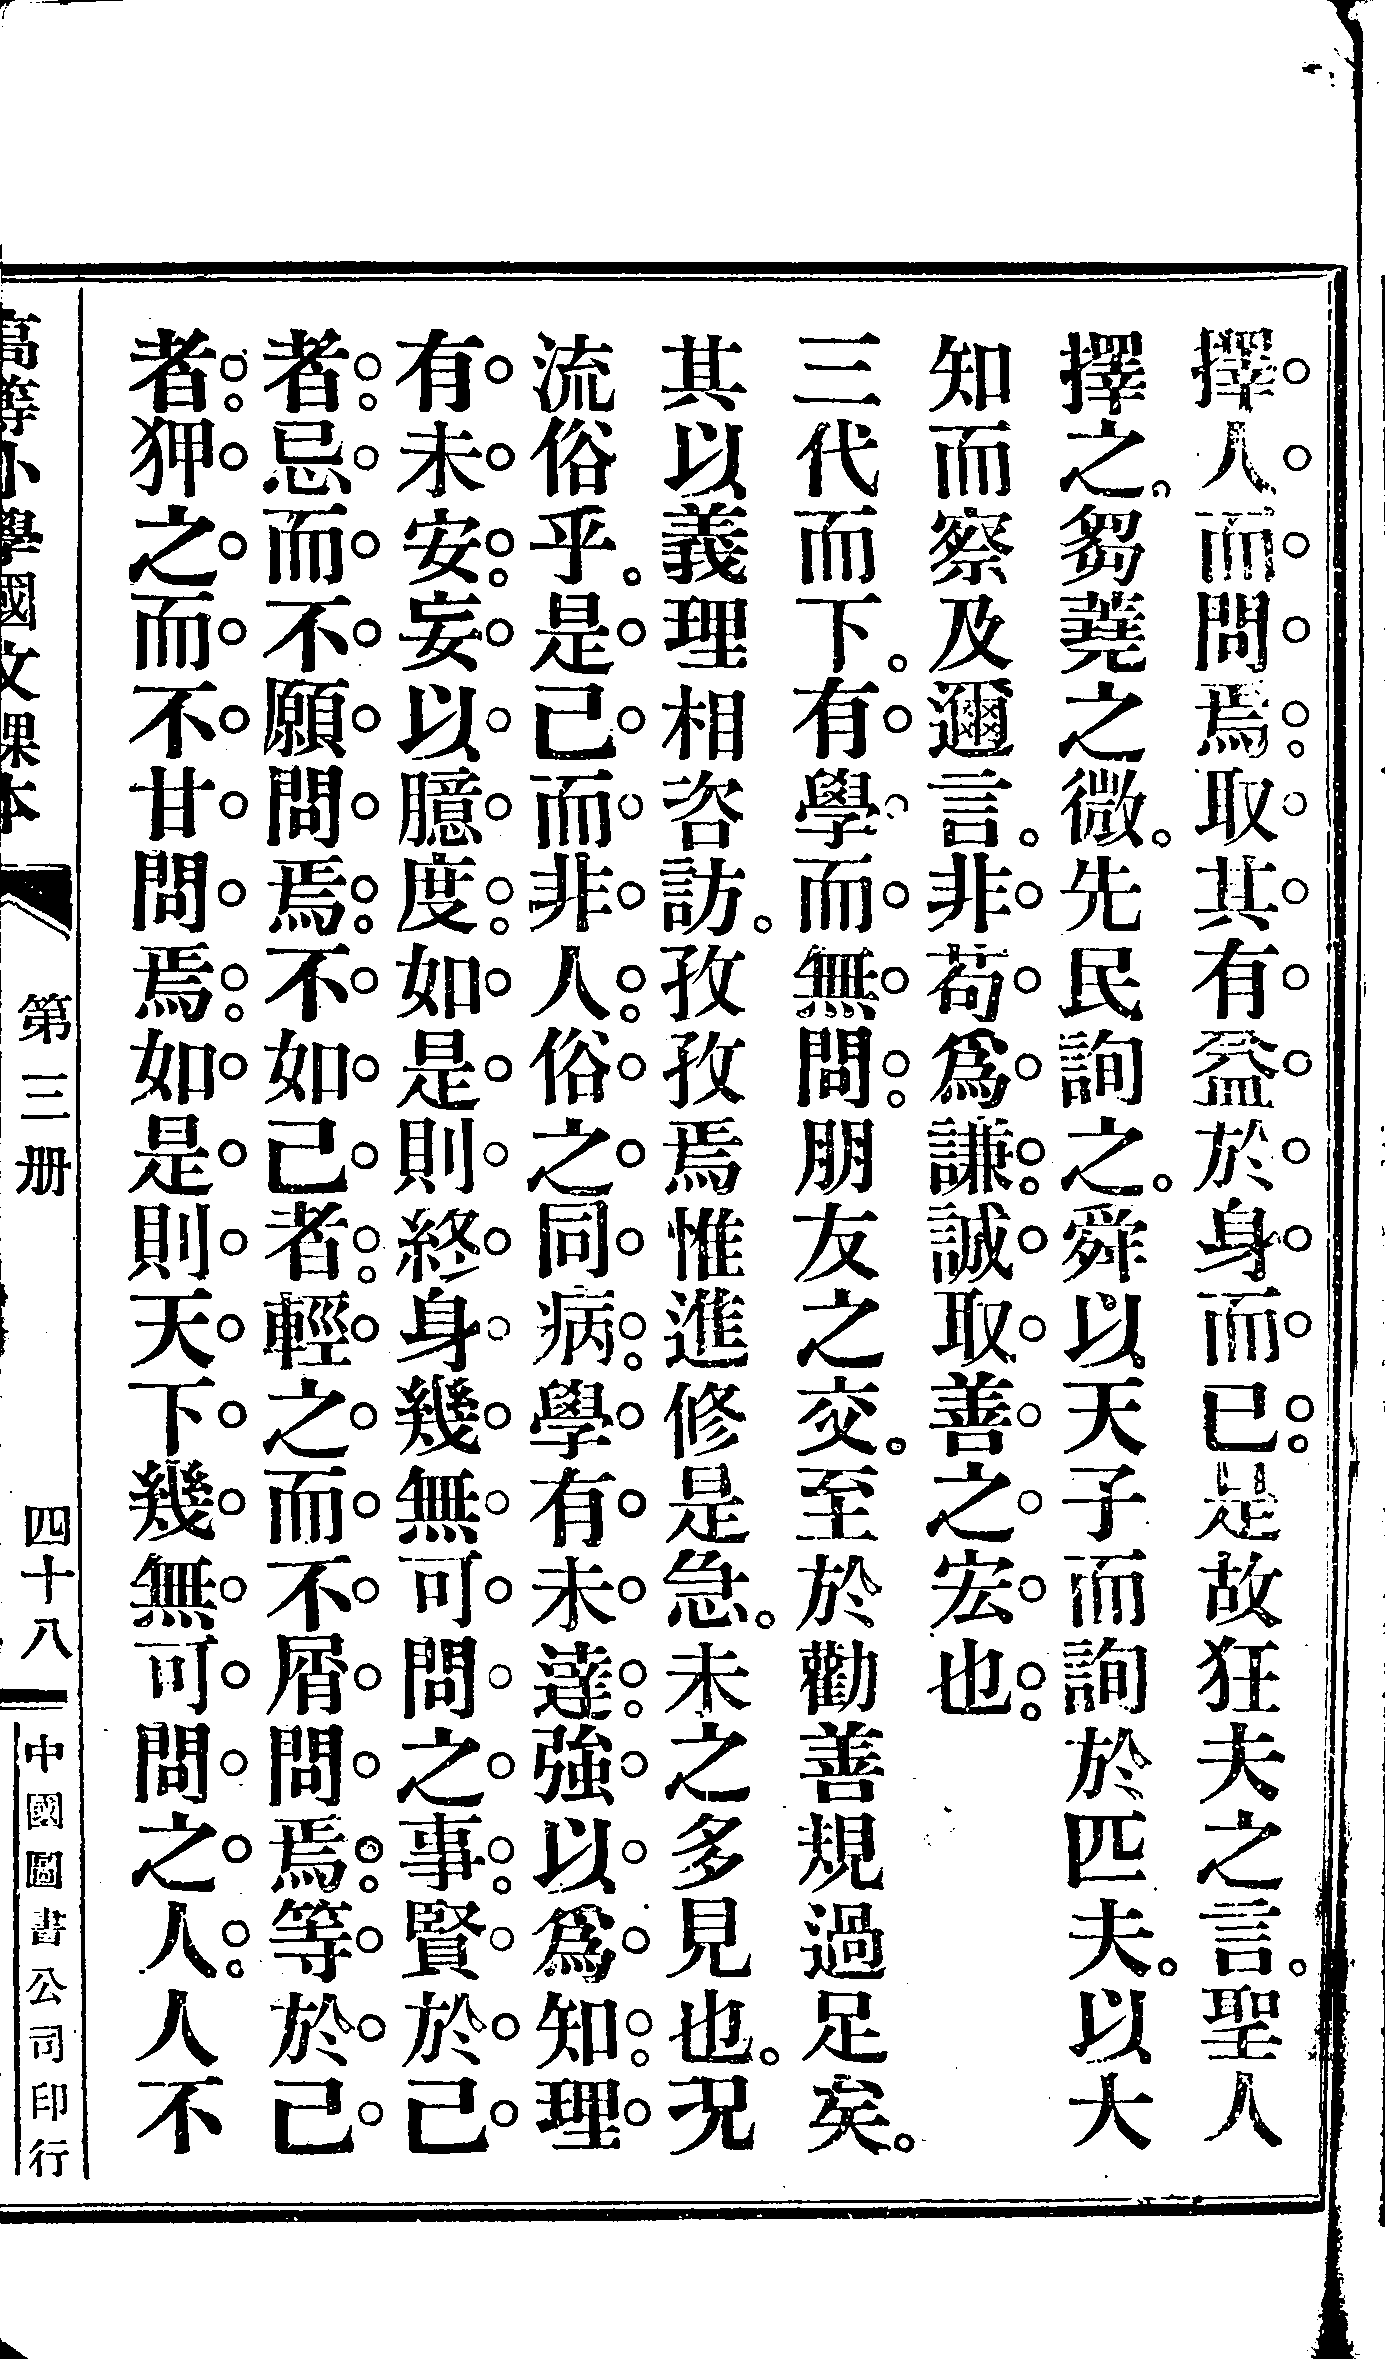 擇人而問焉。取其有益於身而已。是故狂夫之言。聖人
擇之。芻蕘之微。先民詢之。舜以天子而詢於匹夫。以大
知而察及邇言。非苟爲謙。誠取善之宏也。
三代而下。有學而無問。朋友之交。至於勸善規過足矣。
其以義理相咨訪。孜孜焉惟進修是急。未之多見也。况
流俗乎。是己而非人。俗之同病。學有未達。強以爲知。理
有未安。妄以臆度。如是則終身幾無可問之事。賢於己
者。忌而不願問焉。不如己者。輕之而不屑問焉。等於己
者。狎之而不甘問焉。如是則天下幾無可問之人。人不
高等小學國文課本
第三册
四十八
中國圖書公司印行